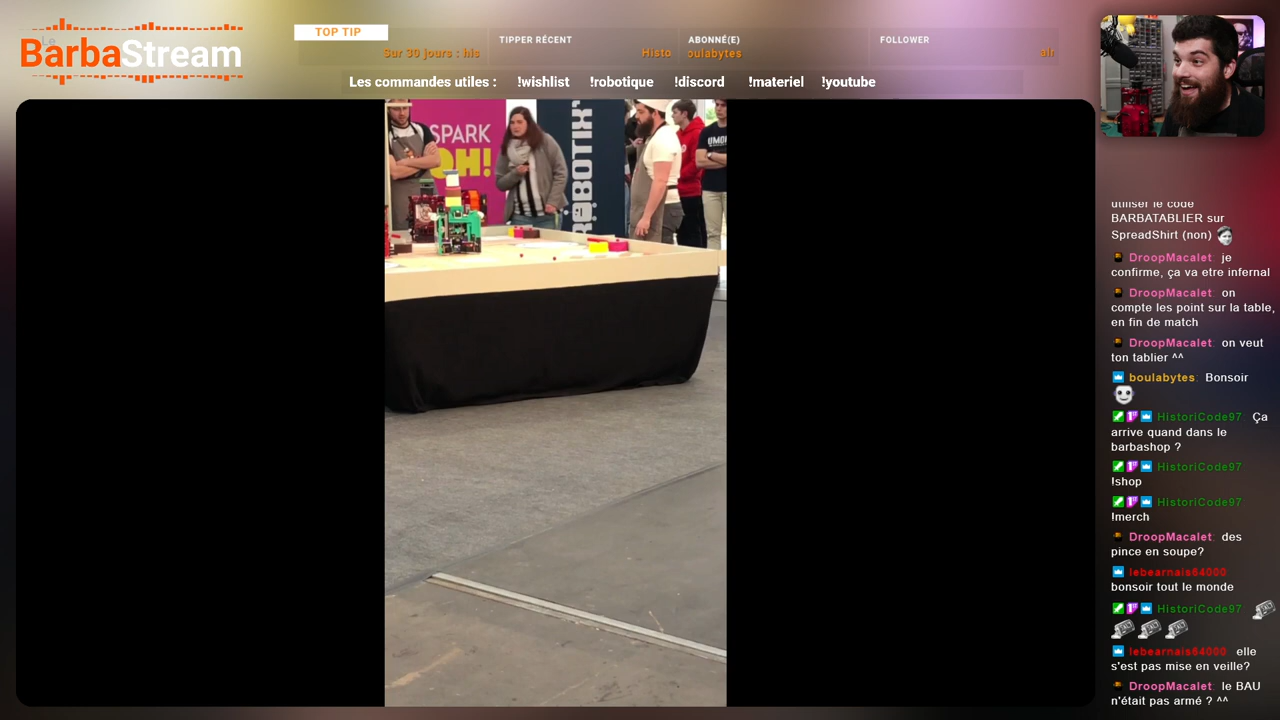 Le
BarbaStream
TOP TIP
Sur 30 jours : his
TIPPER RÉCENT
Histo
ABONNÉ(E)
oulabytes
FOLLOWER
Les commandes utiles : !wishlist !robotique !discord !materiel !youtube
SPARK
OH!
ROBOTIX
utiliser le code
BARBATABLIER sur
SpreadShirt (non)
DroopMacalet: je
confirme, ça va etre infernal
DroopMacalet: on
compte les point sur la table,
en fin de match
DroopMacalet: on veut
ton tablier ^^
boulabytes: Bonsoir
HistoriCode97: Ça
arrive quand dans le
barbashop ?
HistoriCode97:
!shop
HistoriCode97:
!merch
DroopMacalet: des
pince en soupe?
lebearnais64000:
bonsoir tout le monde
HistoriCode97:
lebearnais64000: elle
s'est pas mise en veille?
DroopMacalet: le BAU
n'était pas armé ? ^^